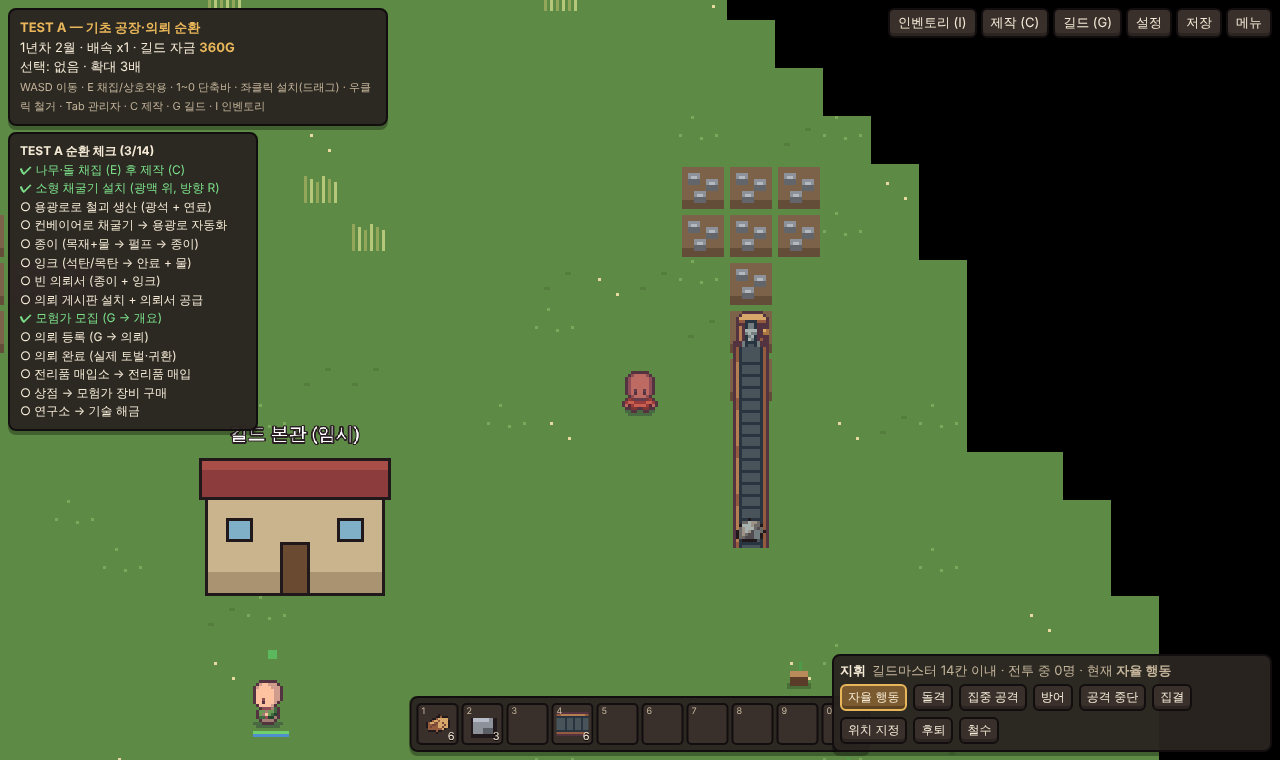 TEST A — 기초 공장·의뢰 순환
1년차 2월 · 배속 x1 · 길드 자금 360G
선택: 없음 · 확대 3배
WASD 이동 · E 채집/상호작용 · 1~0 단축바 · 좌클릭 설치(드래그) · 우클
릭 철거 · Tab 관리자 · C 제작 · G 길드 · I 인벤토리
인벤토리 (I)
제작 (C)
길드 (G)
설정
저장
메뉴
TEST A 순환 체크 (3/14)
✔ 나무·돌 채집 (E) 후 제작 (C)
✔ 소형 채굴기 설치 (광맥 위, 방향 R)
○ 용광로로 철괴 생산 (광석 + 연료)
○ 컨베이어로 채굴기 → 용광로 자동화
○ 종이 (목재+물 → 펄프 → 종이)
○ 잉크 (석탄/목탄 → 안료 + 물)
○ 빈 의뢰서 (종이 + 잉크)
○ 의뢰 게시판 설치 + 의뢰서 공급
✔ 모험가 모집 (G → 개요)
○ 의뢰 등록 (G → 의뢰)
○ 의뢰 완료 (실제 토벌·귀환)
○ 전리품 매입소 → 전리품 매입
○ 상점 → 모험가 장비 구매
○ 연구소 → 기술 해금
길드 본관 (임시)
지휘 길드마스터 14칸 이내 · 전투 중 0명 · 현재 자율 행동
자율 행동
돌격
집중 공격
방어
공격 중단
집결
위치 지정
후퇴
철수
1 2 3 4 5 6 7 8 9 0
6 3 6